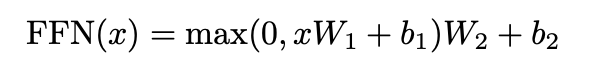 FFN(x) = max(0, xW₁ + b₁)W₂ + b₂